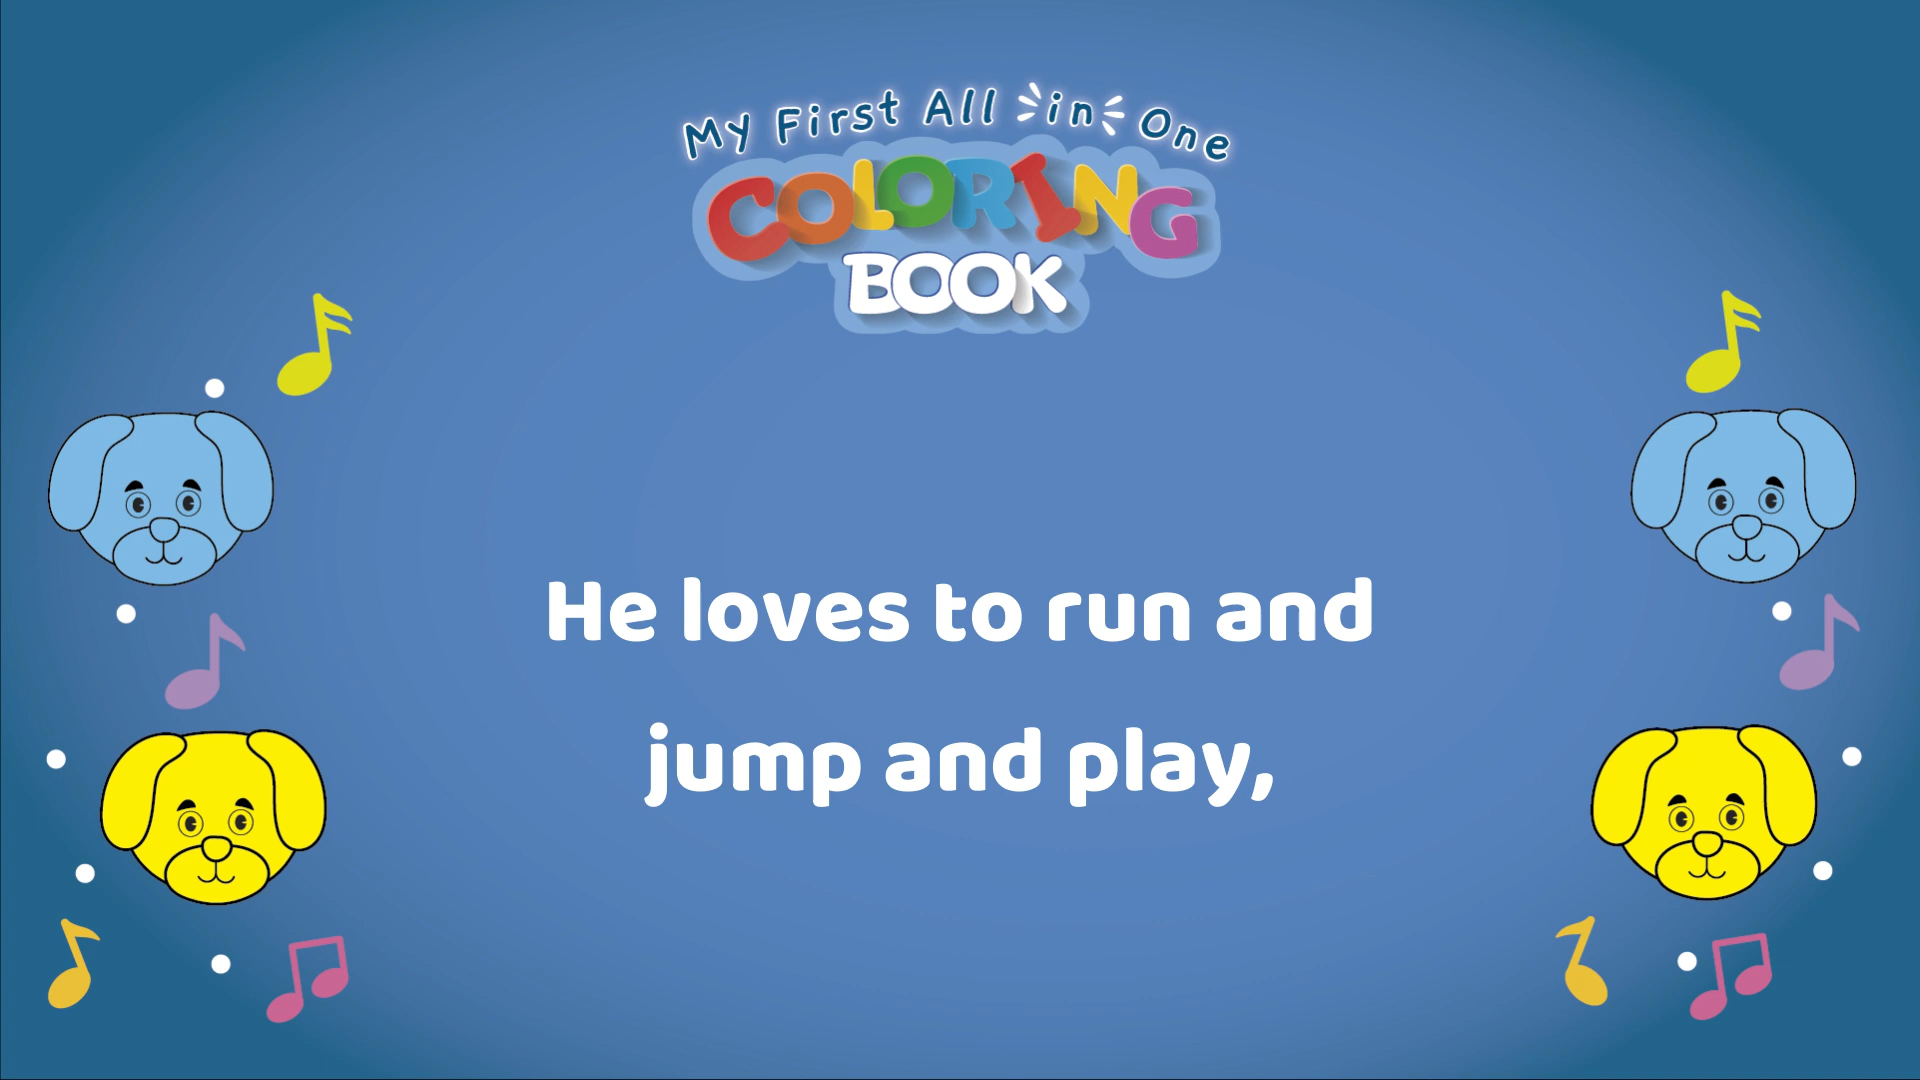 My First All in One
COLORING
BOOK
He loves to run and
jump and play,